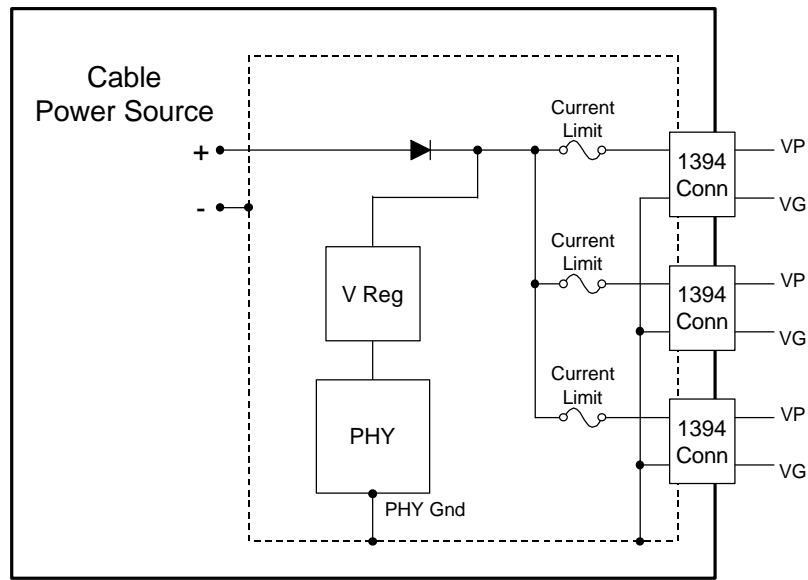 Cable
Power Source
+
-
Current
Limit
1394
Conn
VP
VG
Current
Limit
1394
Conn
VP
VG
V Reg
Current
Limit
1394
Conn
VP
VG
PHY
PHY Gnd